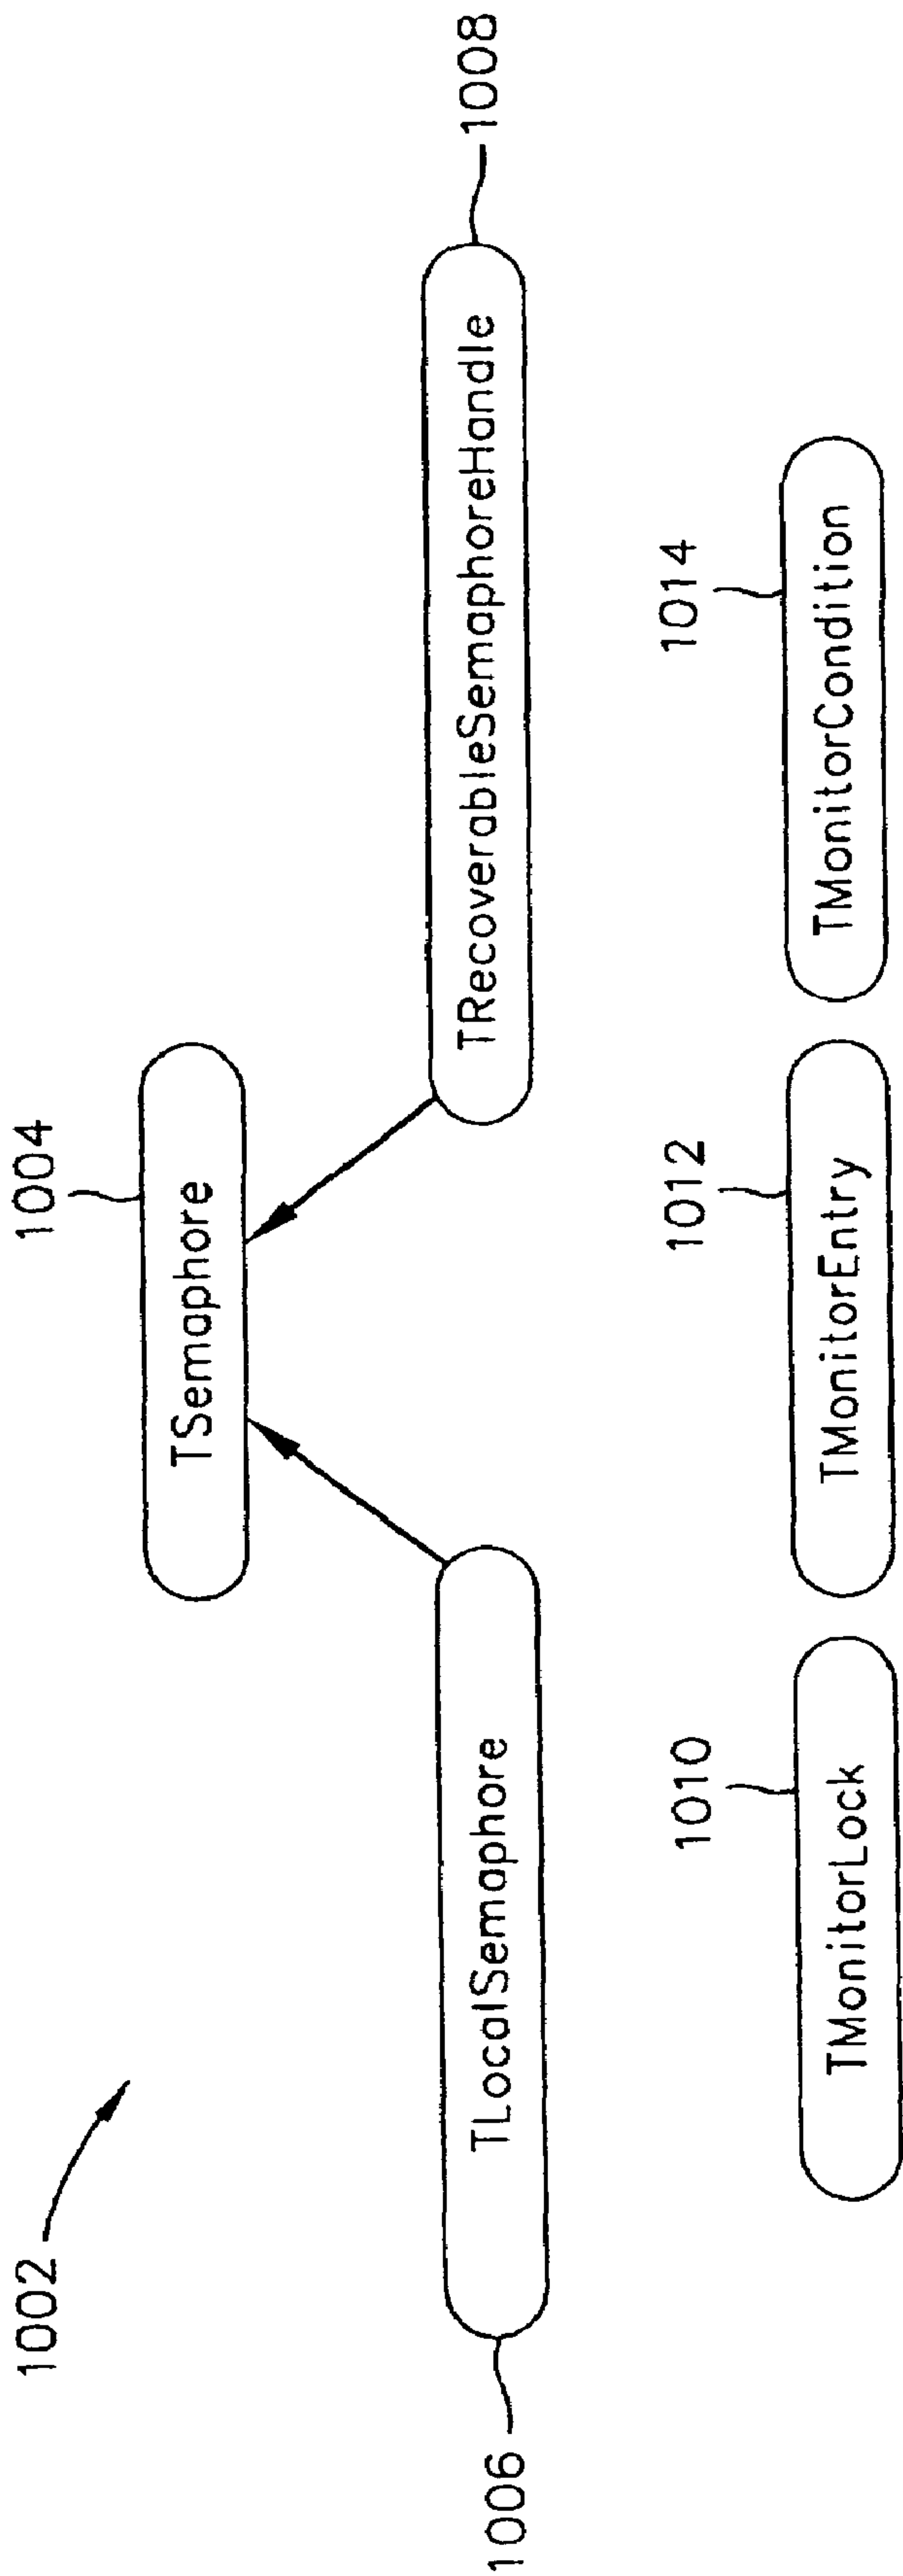 1002
1004
TSemaphore
1006
TLocalSemaphore
TRecoverableSemaphoreHandle
1008
1010
1012
1014
TMonitorLock
TMonitorEntry
TMonitorCondition